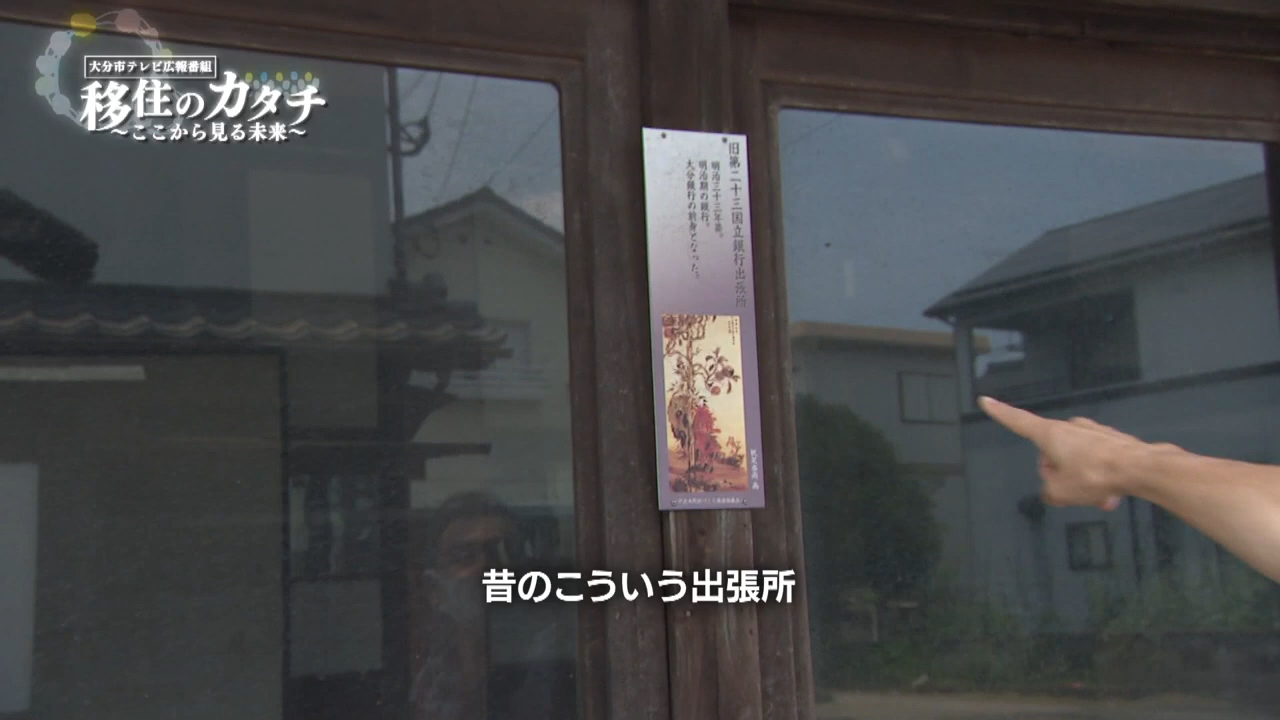 大分市テレビ広報番組
移住のカタチ
～ここから見る未来～
旧第二十三国立銀行出張所
明治三十三年築。
明治期の銀行。
大分銀行の前身となった。
昔のこういう出張所